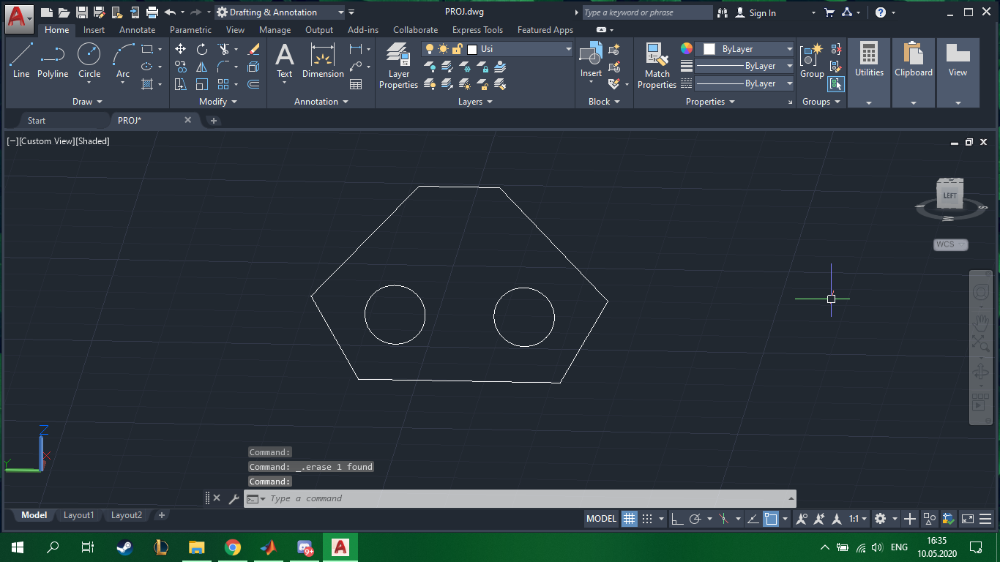 Drafting & Annotation
PROJ.dwg
Type a keyword or phrase
Sign In
Home Insert Annotate Parametric View Manage Output Add-ins Collaborate Express Tools Featured Apps
Line
Polyline
Circle
Arc
Draw
Modify
Text
Dimension
Annotation
Layer
Properties
Usi
Layers
Insert
Block
Match
Properties
ByLayer
ByLayer
ByLayer
Properties
Group
Groups
Utilities
Clipboard
View
Start
PROJ*
[−][Custom View][Shaded]
LEFT
W
S
WCS
Z
X
Y
Command:
Command: _.erase 1 found
Command:
Type a command
Model Layout1 Layout2
MODEL
1:1
9+
A
ENG
16:35
10.05.2020